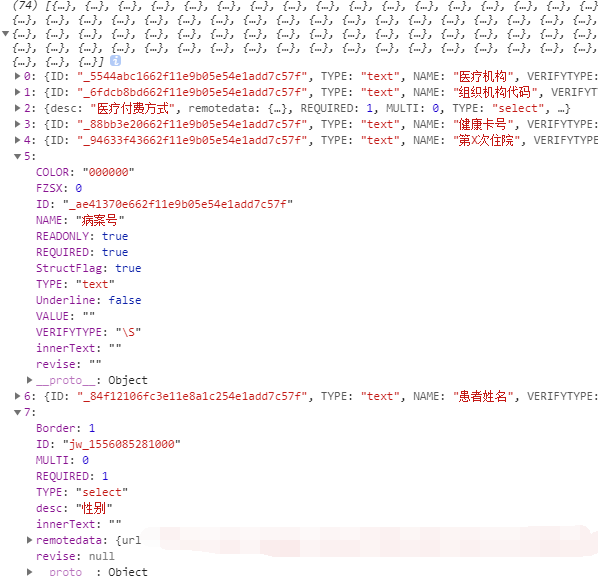 (74) [{…}, {…}, {…}, {…}, {…}, {…}, {…}, {…}, {…}, {…}, {…}, {…}, {…}, {…}, {…}, {…}, {…},
{…}, {…}, {…}, {…}, {…}, {…}, {…}, {…}, {…}, {…}, {…}, {…}, {…}, {…}, {…}, {…}, {…}, {…},
{…}, {…}, {…}, {…}, {…}, {…}, {…}, {…}, {…}, {…}, {…}, {…}, {…}, {…}, {…}, {…}, {…}, {…},
{…}, {…}, {…}, {…}, {…}, {…}, {…}, {…}, {…}, {…}, {…}, {…}, {…}, {…}, {…}, {…}, {…}, {…},
{…}, {…}, {…}] i
0: {ID: "_5544abc1662f11e9b05e54e1add7c57f", TYPE: "text", NAME: "医疗机构", VERIFYTYPE:
1: {ID: "_6fdcb8bd662f11e9b05e54e1add7c57f", TYPE: "text", NAME: "组织机构代码", VERIFYT
2: {desc: "医疗付费方式", remotedata: {…}, REQUIRED: 1, MULTI: 0, TYPE: "select", …}
3: {ID: "_88bb3e20662f11e9b05e54e1add7c57f", TYPE: "text", NAME: "健康卡号", VERIFYTYPE:
4: {ID: "_94633f43662f11e9b05e54e1add7c57f", TYPE: "text", NAME: "第X次住院", VERIFYTYPE
5:
COLOR: "000000"
FZSX: 0
ID: "_ae41370e662f11e9b05e54e1add7c57f"
NAME: "病案号"
READONLY: true
REQUIRED: true
StructFlag: true
TYPE: "text"
Underline: false
VALUE: ""
VERIFYTYPE: "\S"
innerText: ""
revise: ""
__proto__: Object
6: {ID: "_84f12106fc3e11e8a1c254e1add7c57f", TYPE: "text", NAME: "患者姓名", VERIFYTYPE:
7:
Border: 1
ID: "jw_1556085281000"
MULTI: 0
REQUIRED: 1
TYPE: "select"
desc: "性别"
innerText: ""
remotedata: {url
revise: null
__proto__: Object